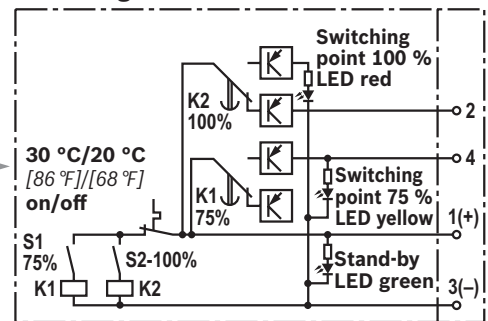 Switching
point 100 %
LED red
K2
100%
2
4
30 °C/20 °C
[86 °F]/[68 °F]
on/off
K1
75%
Switching
point 75 %
LED yellow
1(+)
S1
75%
S2-100%
Stand-by
LED green
K1
K2
3(–)